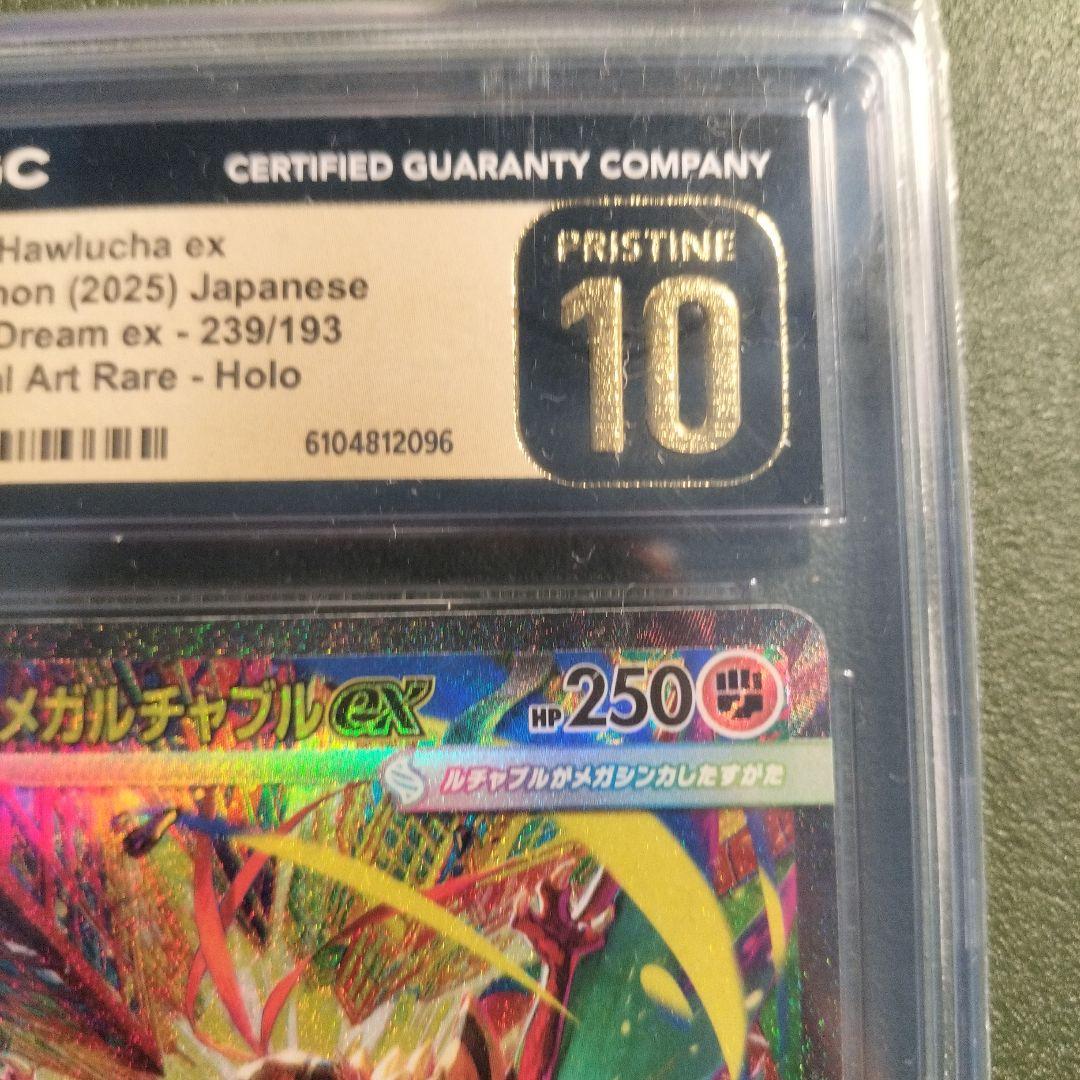 GC CERTIFIED GUARANTY COMPANY
Hawlucha ex
mon (2025) Japanese
Dream ex - 239/193
al Art Rare - Holo
6104812096
PRISTINE
10
メガルチャブルex
HP 250
ルチャブルがメガシンカしたすがた